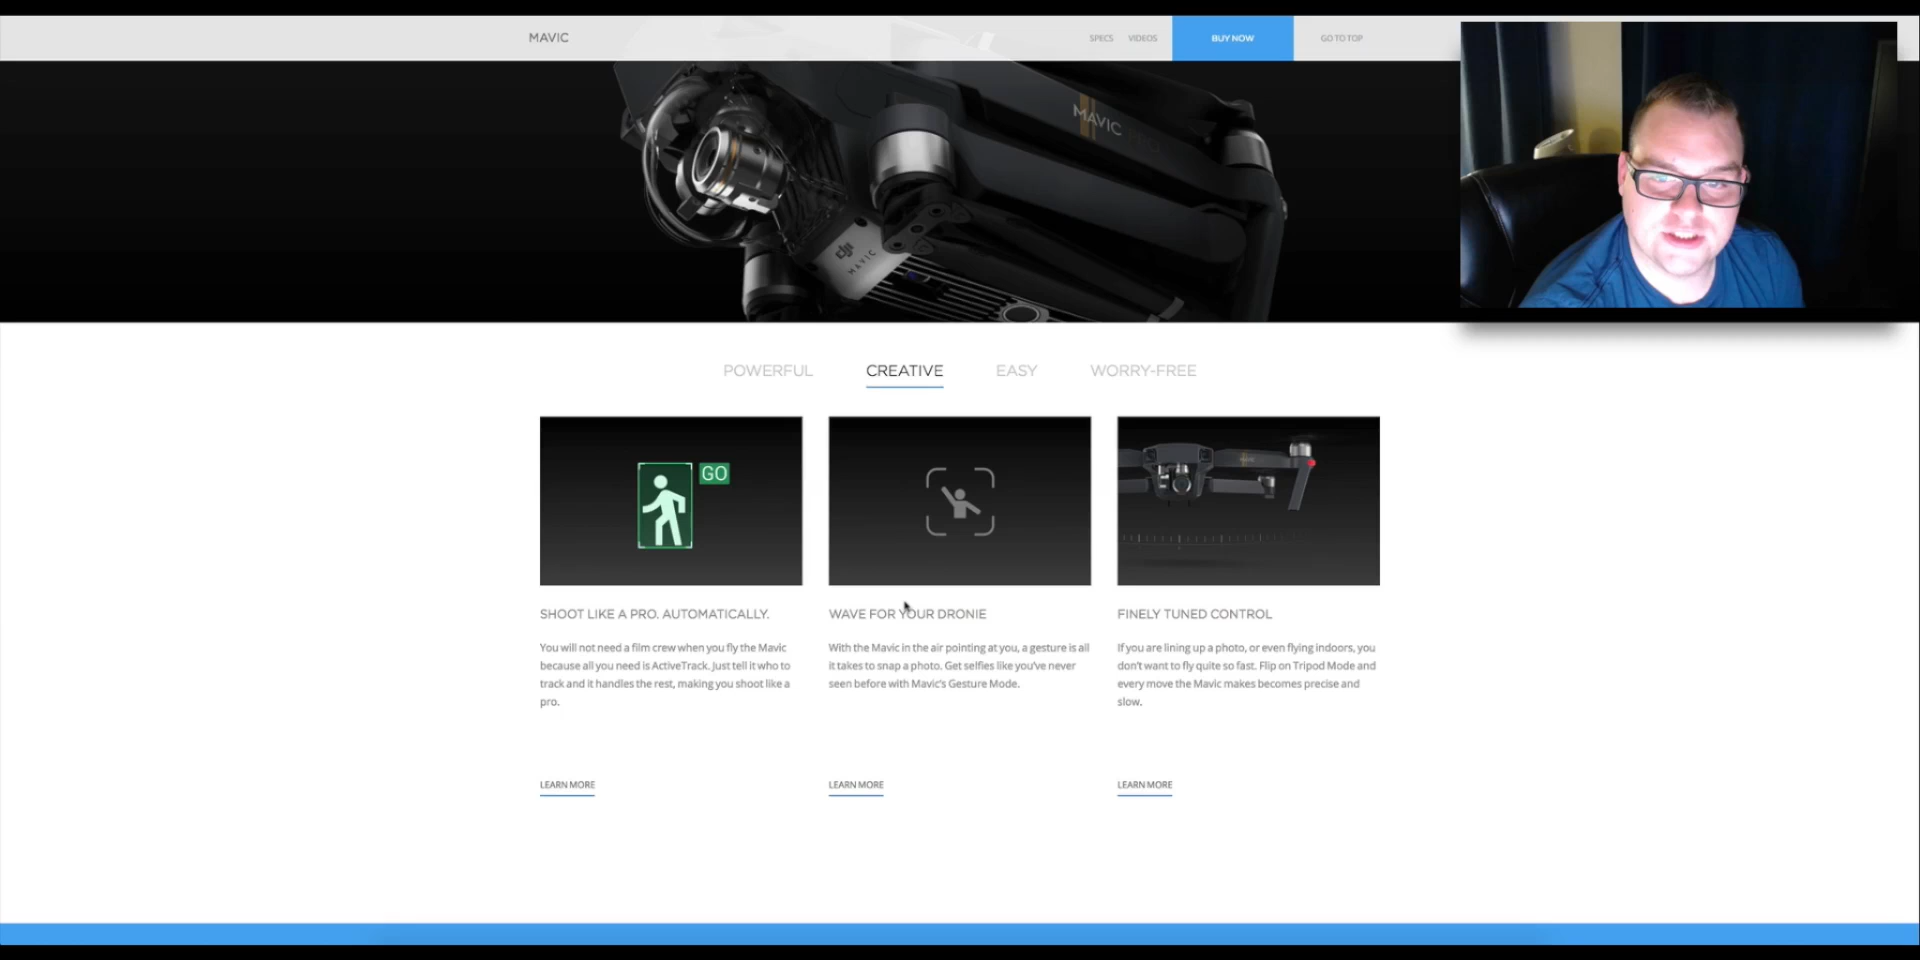 MAVIC
SPECS
VIDEOS
BUY NOW
GO TO TOP
MAVIC
dji
MAVIC
POWERFUL
CREATIVE
EASY
WORRY-FREE
GO
SHOOT LIKE A PRO. AUTOMATICALLY.
You will not need a film crew when you fly the Mavic
because all you need is ActiveTrack. Just tell it who to
track and it handles the rest, making you shoot like a
pro.
LEARN MORE
WAVE FOR YOUR DRONIE
With the Mavic in the air pointing at you, a gesture is all
it takes to snap a photo. Get selfies like you've never
seen before with Mavic's Gesture Mode.
LEARN MORE
FINELY TUNED CONTROL
If you are lining up a photo, or even flying indoors, you
don't want to fly quite so fast. Flip on Tripod Mode and
every move the Mavic makes becomes precise and
slow.
LEARN MORE